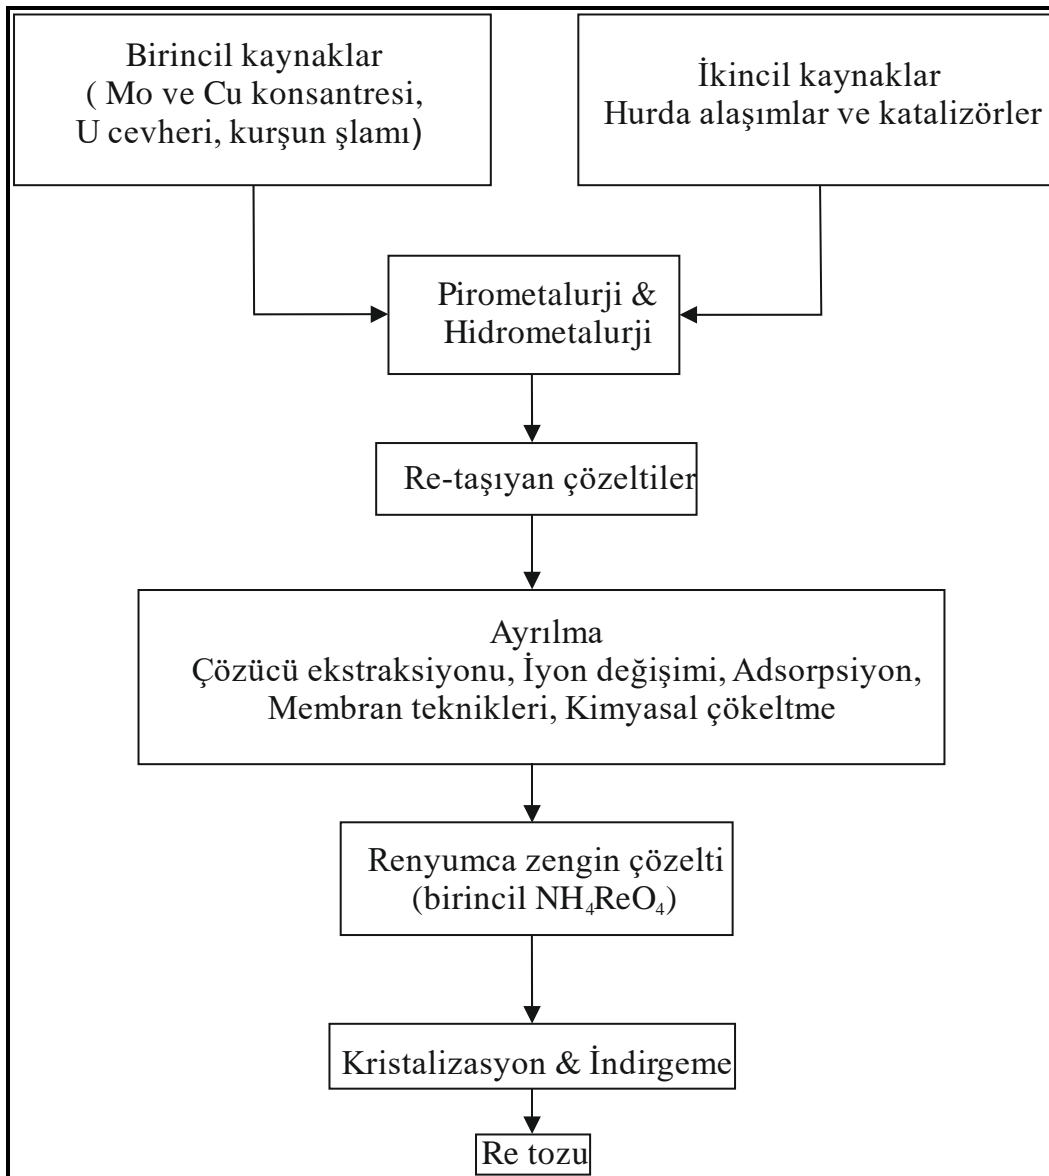 Birincil kaynaklar
( Mo ve Cu konsantresi,
U cevheri, kurşun şlamı)
İkincil kaynaklar
Hurda alaşımlar ve katalizörler
Pirometalurji &
Hidrometalurji
Re-taşıyan çözeltiler
Ayrılma
Çözücü ekstraksiyonu, İyon değişimi, Adsorpsiyon,
Membran teknikleri, Kimyasal çökeltme
Renyumca zengin çözelti
(birincil NH₄ReO₄)
Kristalizasyon & İndirgeme
Re tozu